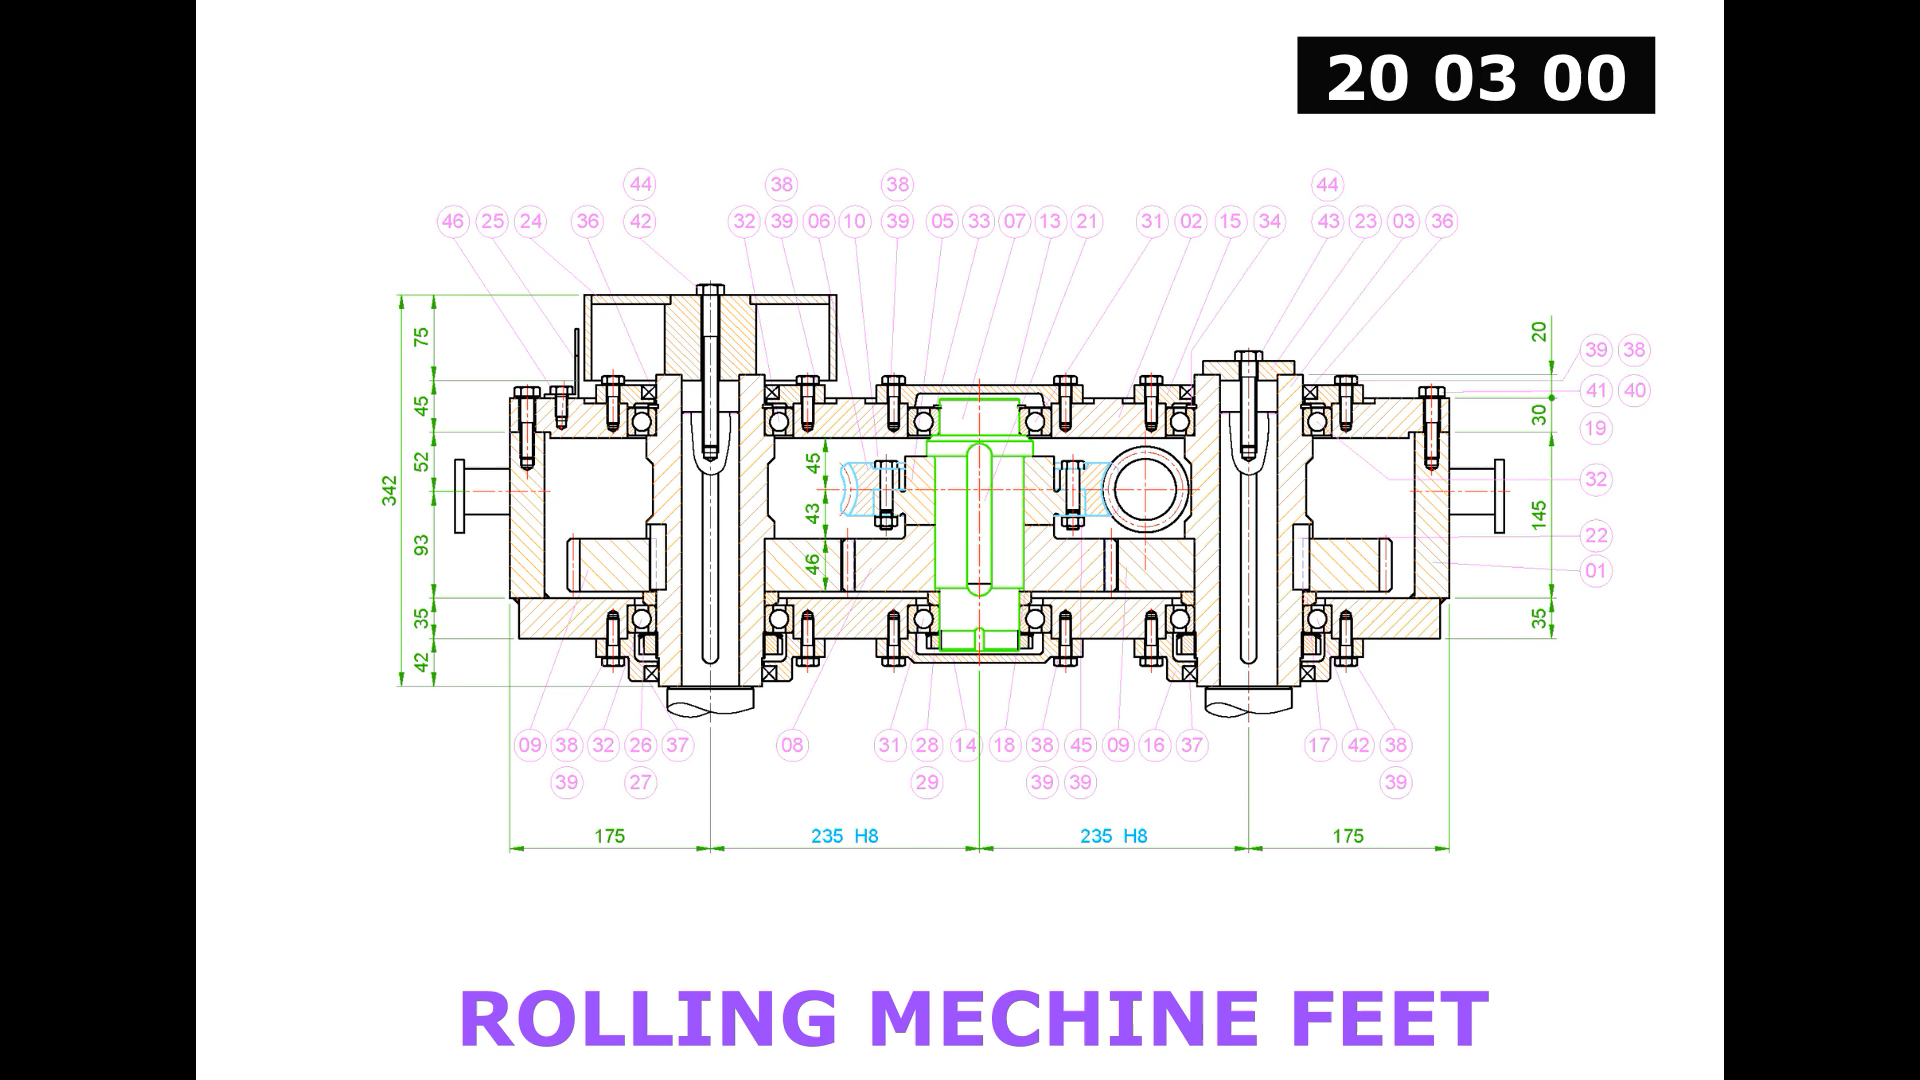 20 03 00
44 38 38 44
46 25 24 36 42 32 39 06 10 39 05 33 07 13 21 31 02 15 34 43 23 03 36
75
45
52
93
35
42
342
45
43
46
20
30
145
35
39 38
41 40
19
32
22
01
09 38 32 26 37 08 31 28 14 18 38 45 09 16 37 17 42 38
39 27 29 39 39 39
175 235 H8 235 H8 175
ROLLING MECHINE FEET